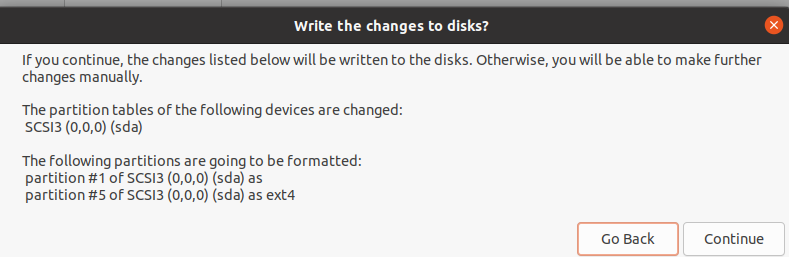 Write the changes to disks?
If you continue, the changes listed below will be written to the disks. Otherwise, you will be able to make further
changes manually.
The partition tables of the following devices are changed:
SCSI3 (0,0,0) (sda)
The following partitions are going to be formatted:
partition #1 of SCSI3 (0,0,0) (sda) as
partition #5 of SCSI3 (0,0,0) (sda) as ext4
Go Back
Continue